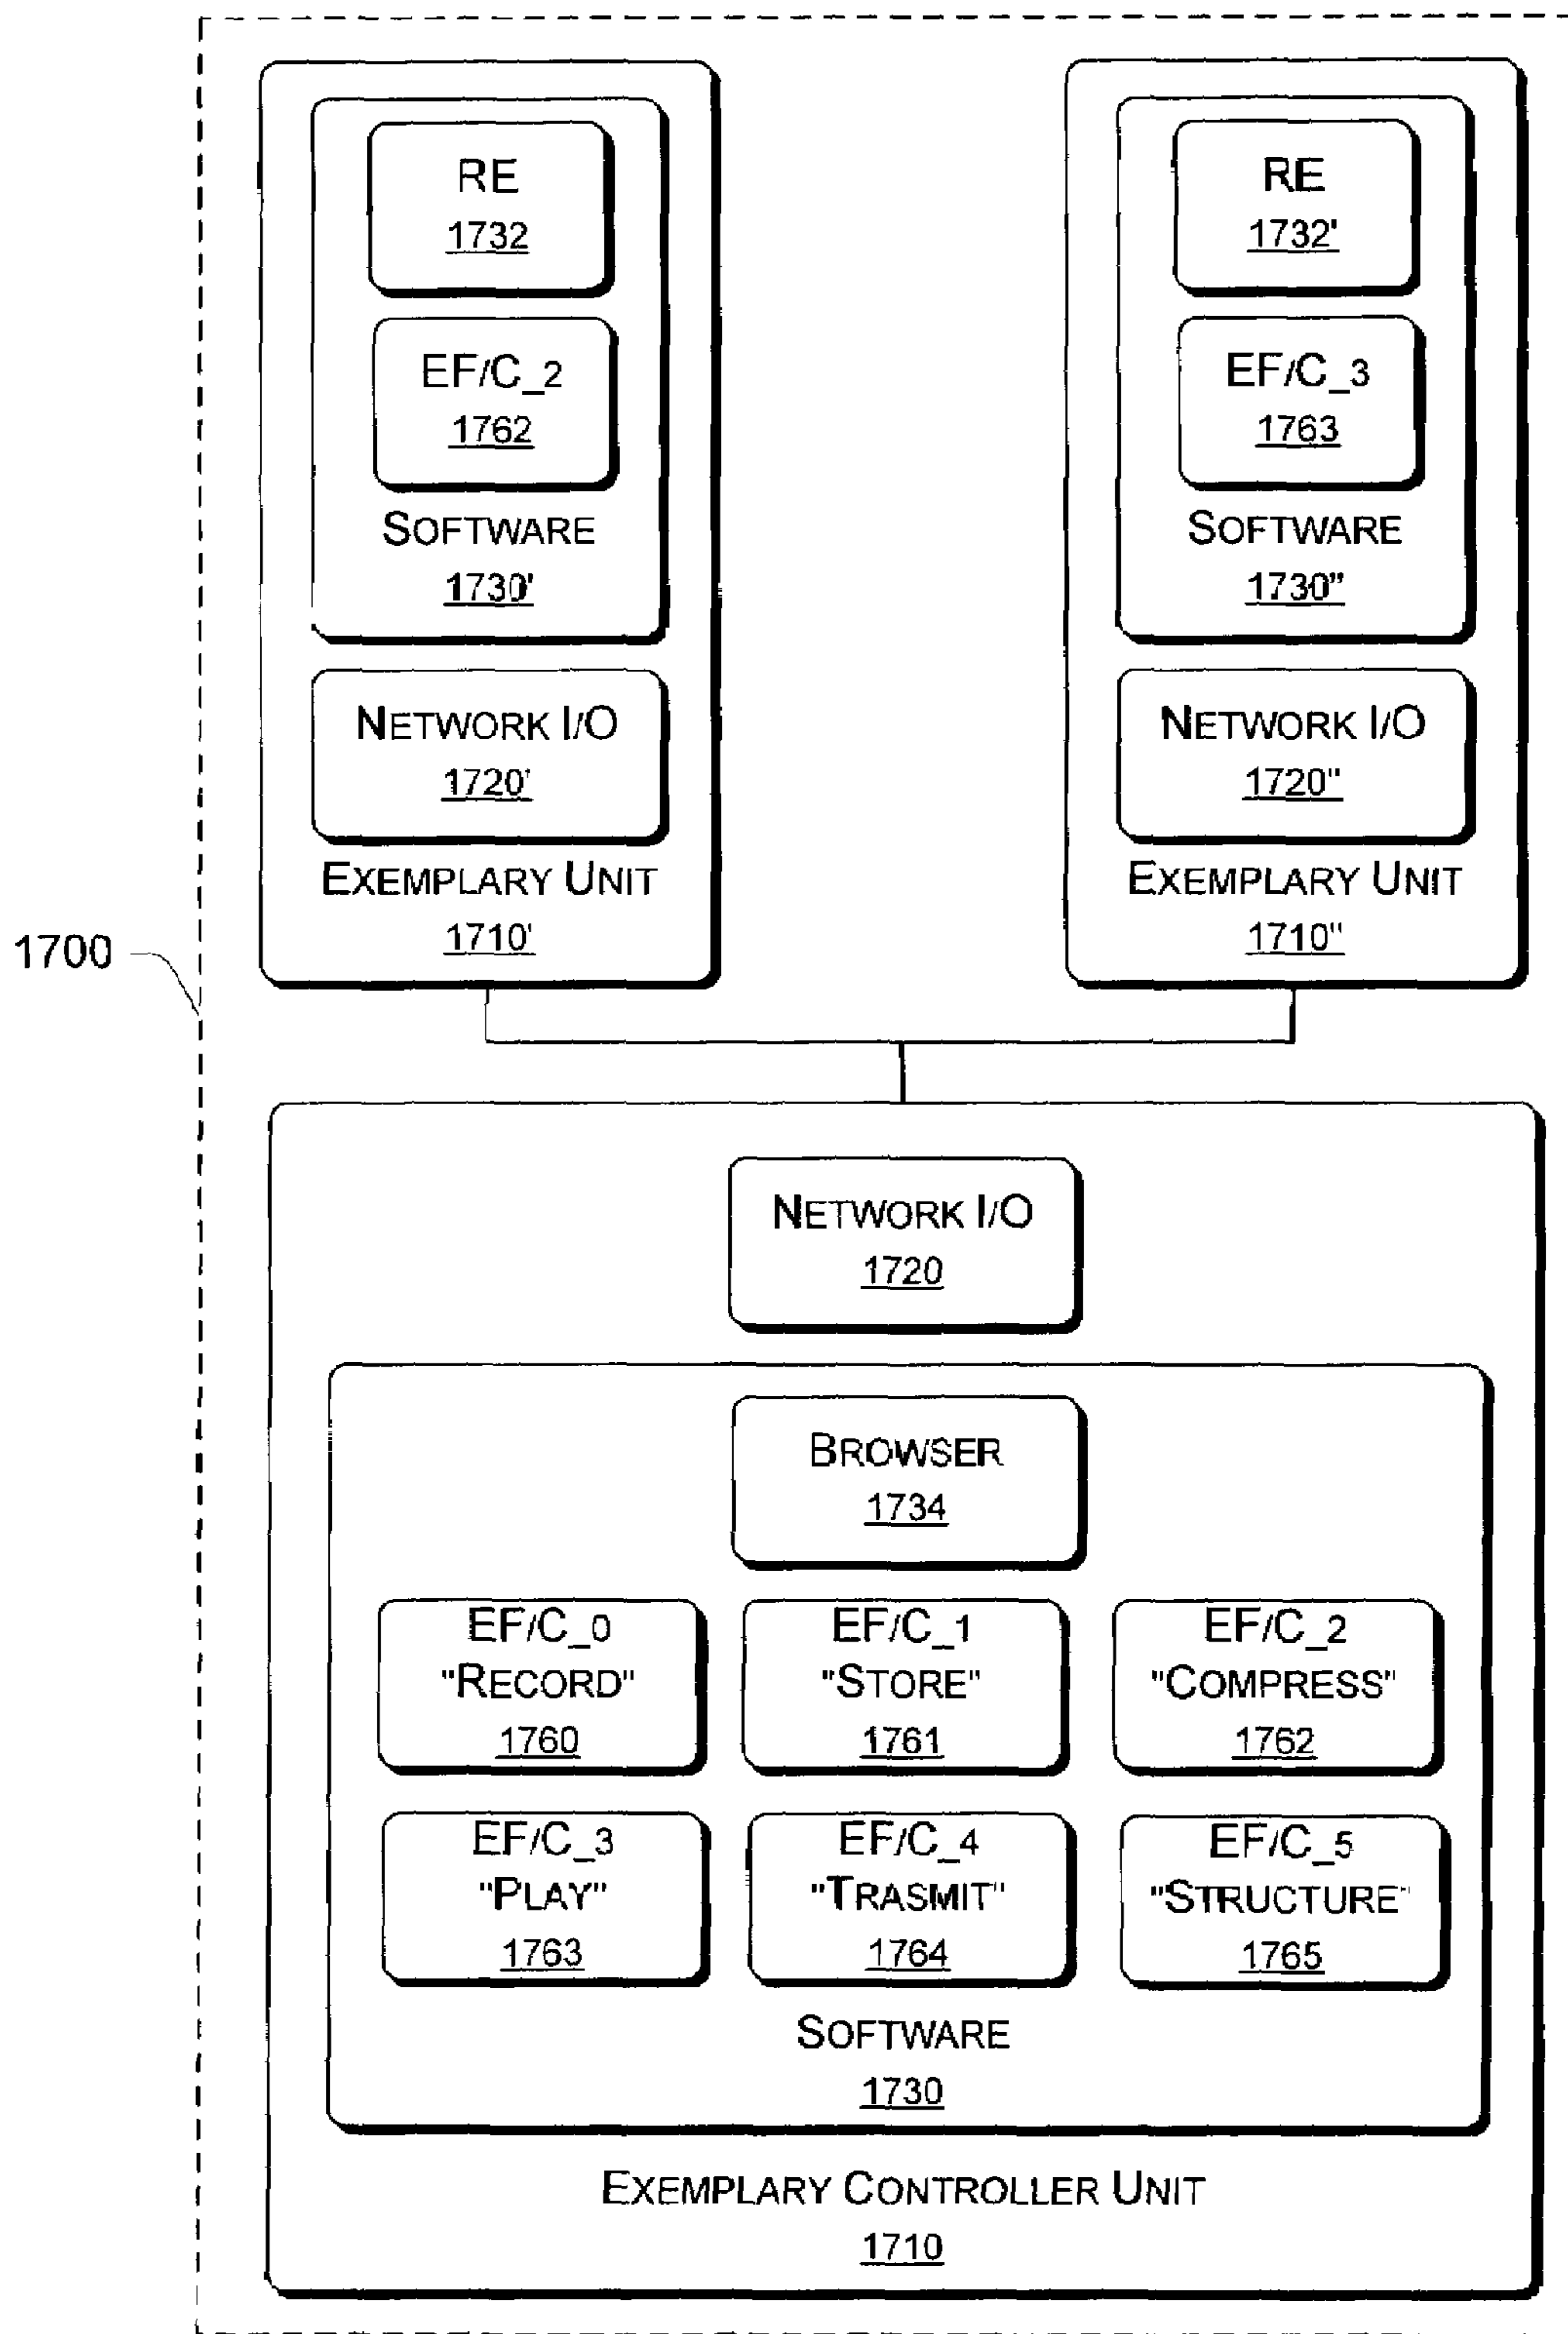 RE
1732
EF/C_2
1762
SOFTWARE
1730'
NETWORK I/O
1720'
EXEMPLARY UNIT
1710'
RE
1732'
EF/C_3
1763
SOFTWARE
1730"
NETWORK I/O
1720"
EXEMPLARY UNIT
1710"
1700
NETWORK I/O
1720
BROWSER
1734
EF/C_0
"RECORD"
1760
EF/C_1
"STORE"
1761
EF/C_2
"COMPRESS"
1762
EF/C_3
"PLAY"
1763
EF/C_4
"TRASMIT"
1764
EF/C_5
"STRUCTURE"
1765
SOFTWARE
1730
EXEMPLARY CONTROLLER UNIT
1710